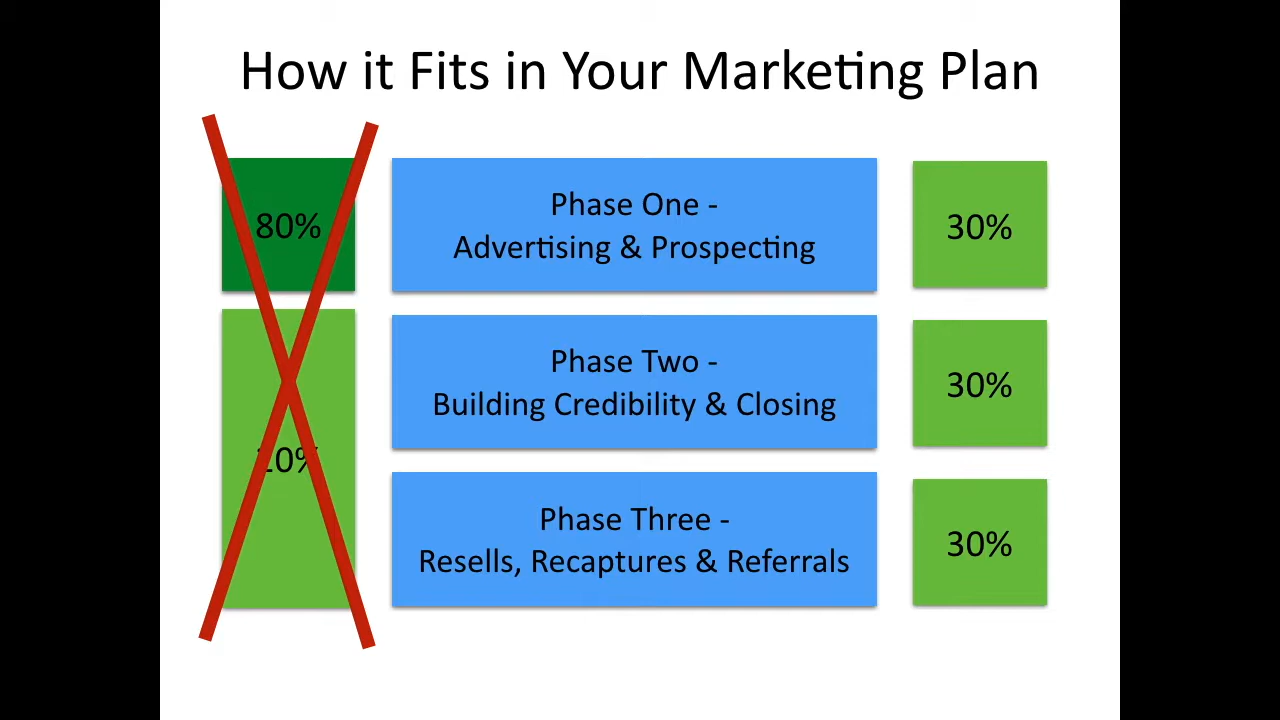 How it Fits in Your Marketing Plan
80%
Phase One -
Advertising & Prospecting
30%
Phase Two -
Building Credibility & Closing
30%
20%
Phase Three -
Resells, Recaptures & Referrals
30%